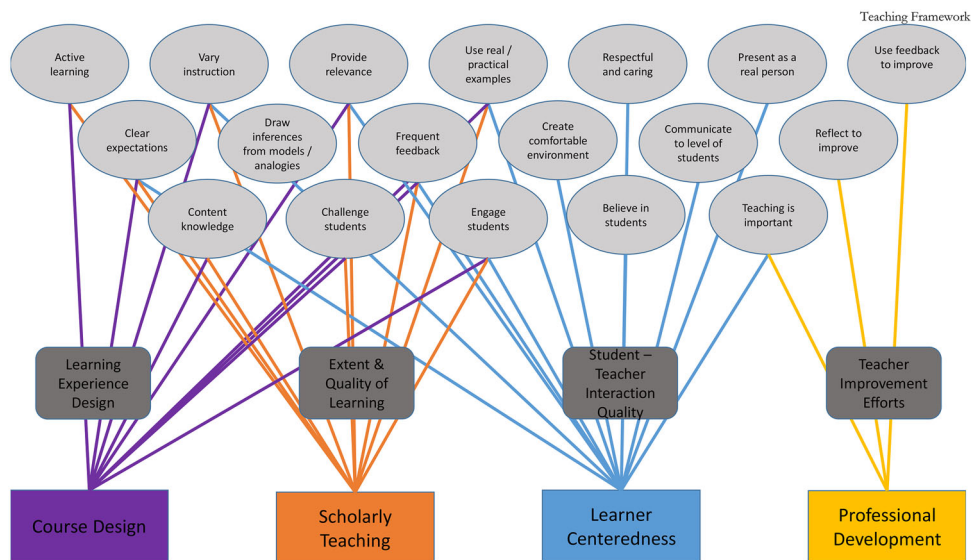 Teaching Framework
Active
learning
Vary
instruction
Provide
relevance
Use real /
practical
examples
Respectful
and caring
Present as a
real person
Use feedback
to improve
Clear
expectations
Draw
inferences
from models /
analogies
Frequent
feedback
Create
comfortable
environment
Communicate
to level of
students
Reflect to
improve
Content
knowledge
Challenge
students
Engage
students
Believe in
students
Teaching is
important
Learning
Experience
Design
Extent &
Quality of
Learning
Student –
Teacher
Interaction
Quality
Teacher
Improvement
Efforts
Course Design
Scholarly
Teaching
Learner
Centeredness
Professional
Development